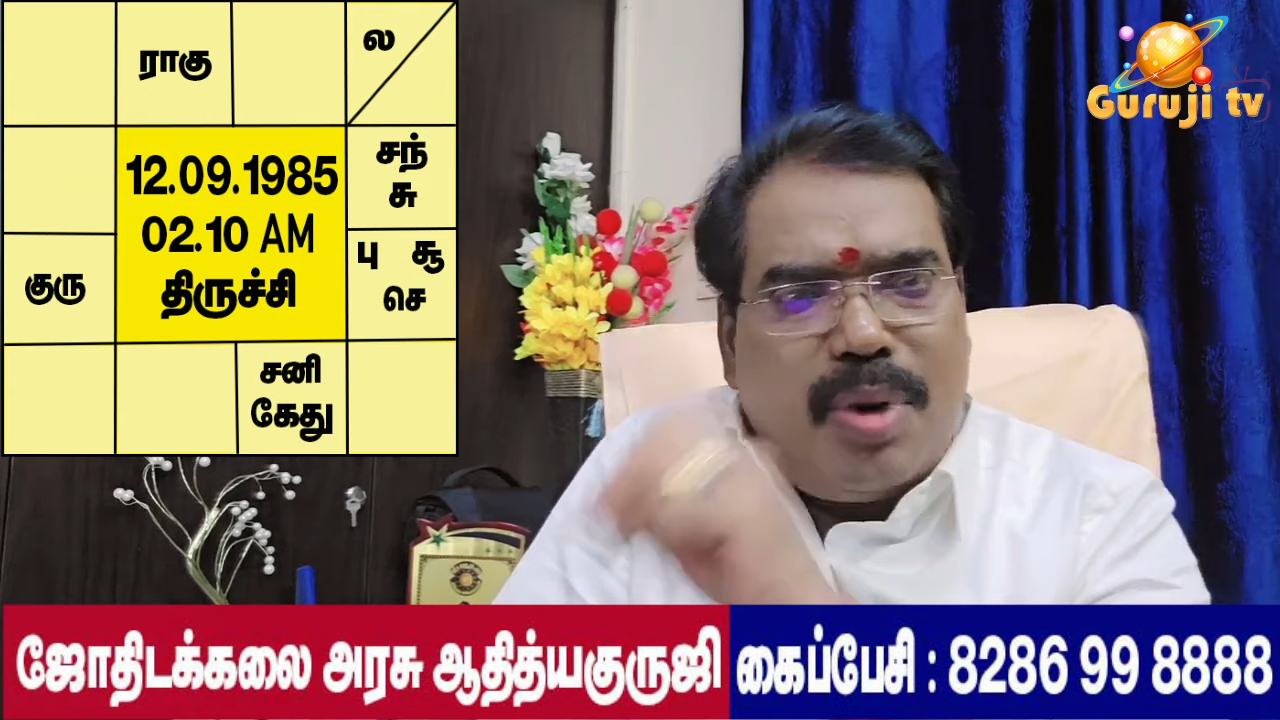 ராகு
ல
12.09.1985
02.10 AM
திருச்சி
சந்
சு
குரு
பு சூ
செ
சனி
கேது
Guruji tv
ஜோதிடக்கலை அரசு ஆதித்யகுருஜி
கைப்பேசி : 8286 99 8888